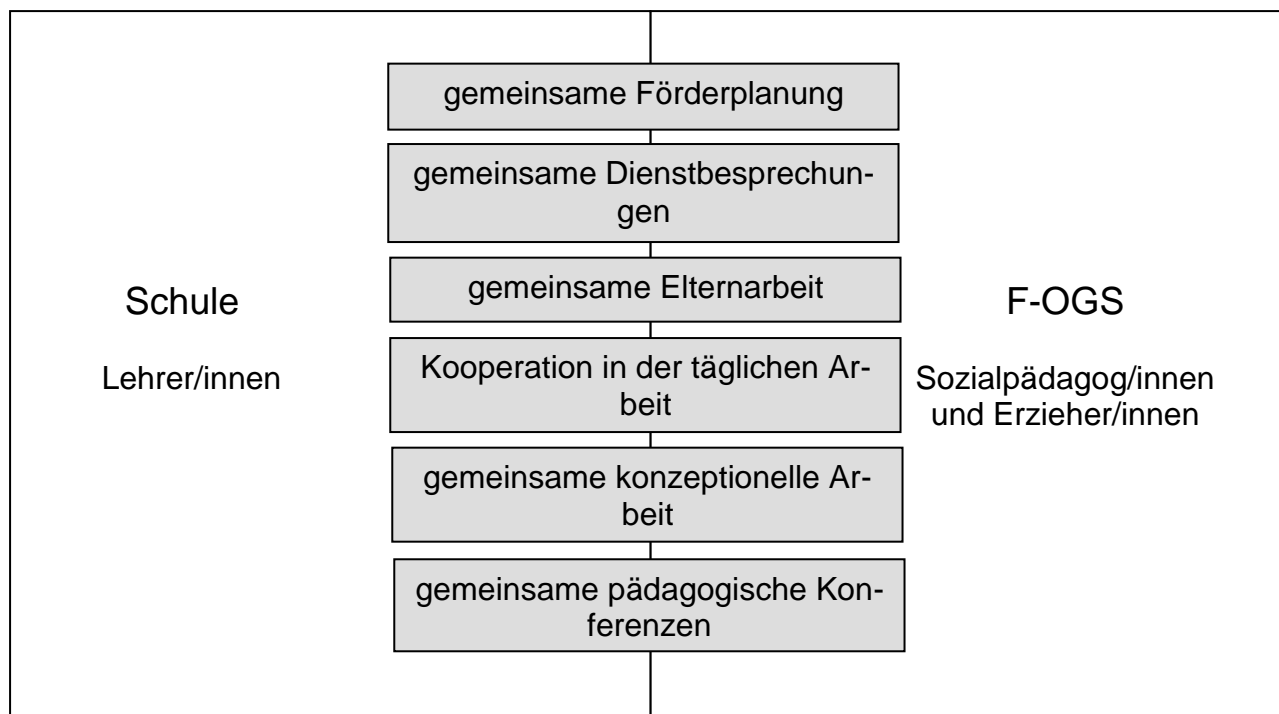 gemeinsame Förderplanung
gemeinsame Dienstbesprechun-
gen
gemeinsame Elternarbeit
Schule
F-OGS
Kooperation in der täglichen Ar-
beit
Lehrer/innen
Sozialpädagog/innen
und Erzieher/innen
gemeinsame konzeptionelle Ar-
beit
gemeinsame pädagogische Kon-
ferenzen